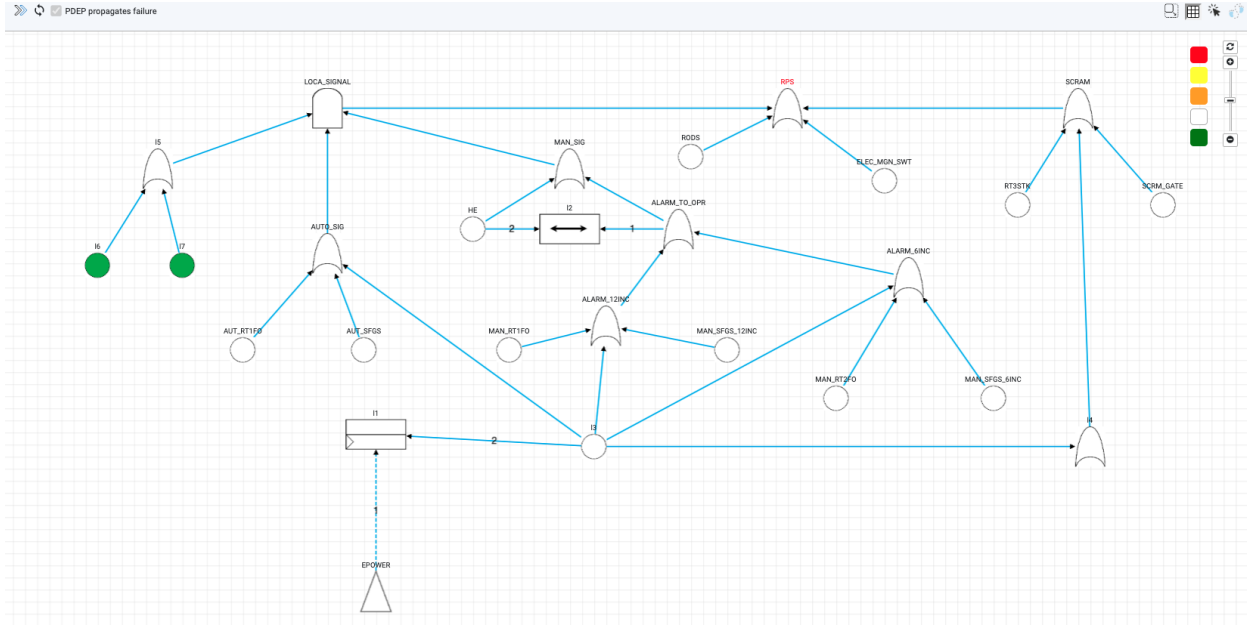 PDEP propagates failure
LOCA_SIGNAL
RPS
SCRAM
RODS
I5
MAN_SIG
ELEC_MGN_SWT
RT3STK
SCRM_GATE
HE
I2
ALARM_TO_OPR
2
1
AUTO_SIG
I6
I7
ALARM_6INC
ALARM_12INC
AUT_RT1FO
AUT_SFGS
MAN_RT1FO
MAN_SFGS_12INC
MAN_RT2FO
MAN_SFGS_6INC
I1
2
I3
I4
1
EPOWER